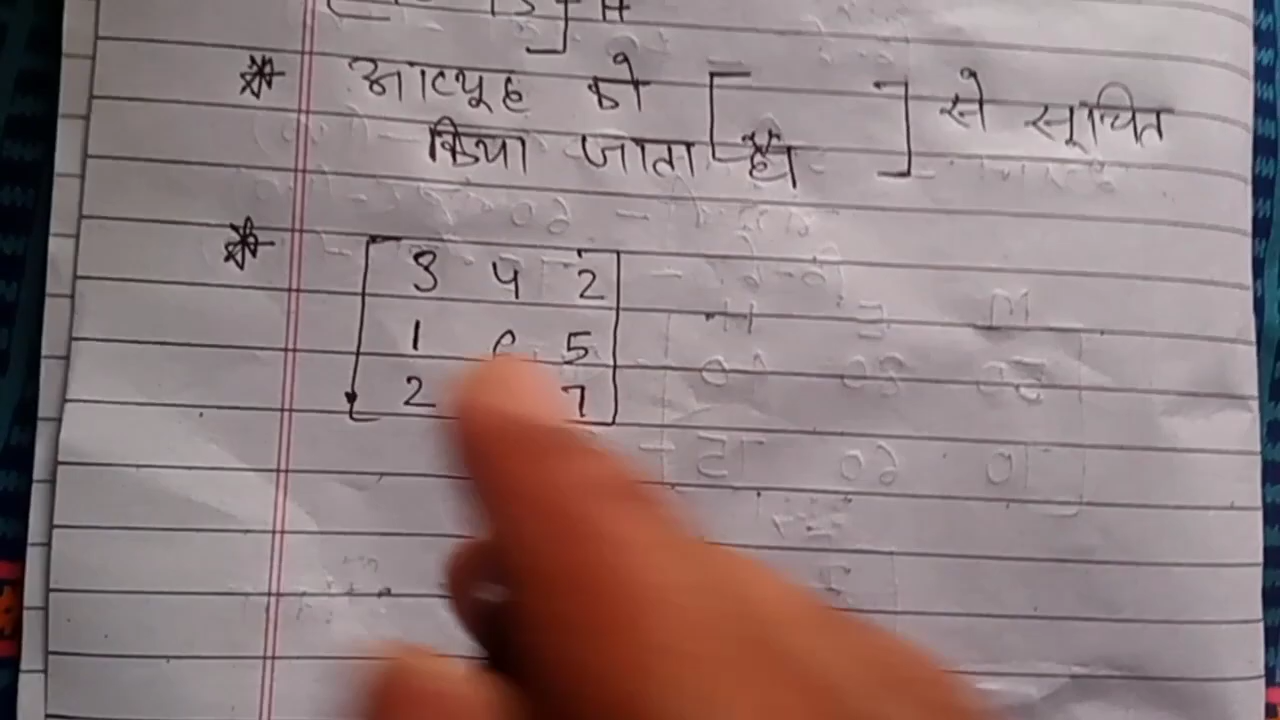 * आव्यूह को [ ] से सूचित
किया जाता है।
* [ 3 4 2
1 5
2 7 ]